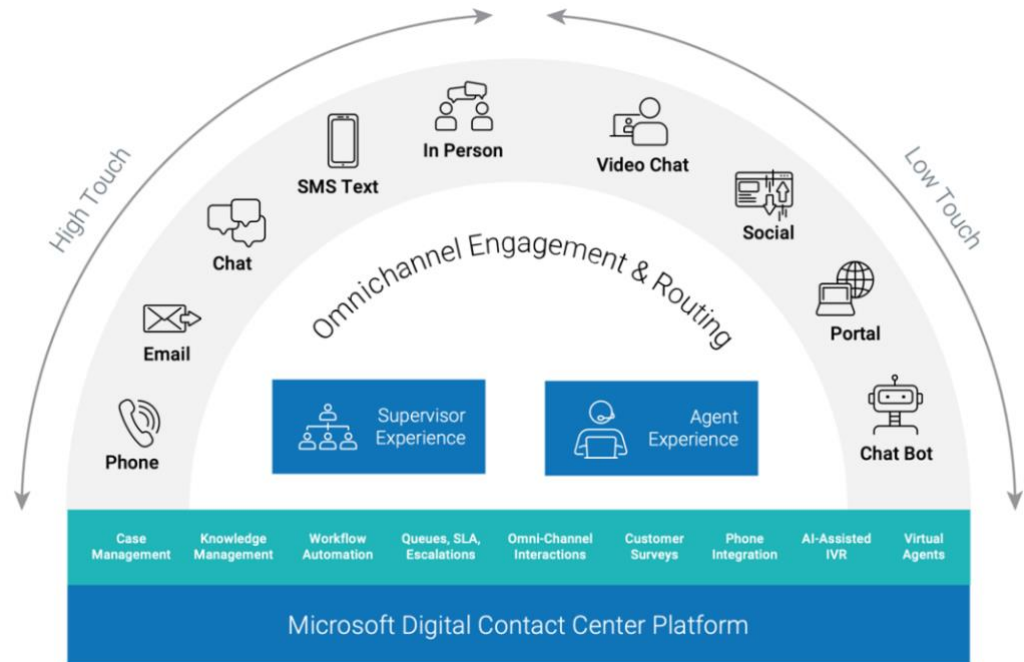 High Touch
Low Touch
In Person
Video Chat
SMS Text
Social
Chat
Portal
Email
Chat Bot
Phone
Omnichannel Engagement & Routing
Supervisor
Experience
Agent
Experience
Case
Management
Knowledge
Management
Workflow
Automation
Queues, SLA,
Escalations
Omni-Channel
Interactions
Customer
Surveys
Phone
Integration
AI-Assisted
IVR
Virtual
Agents
Microsoft Digital Contact Center Platform